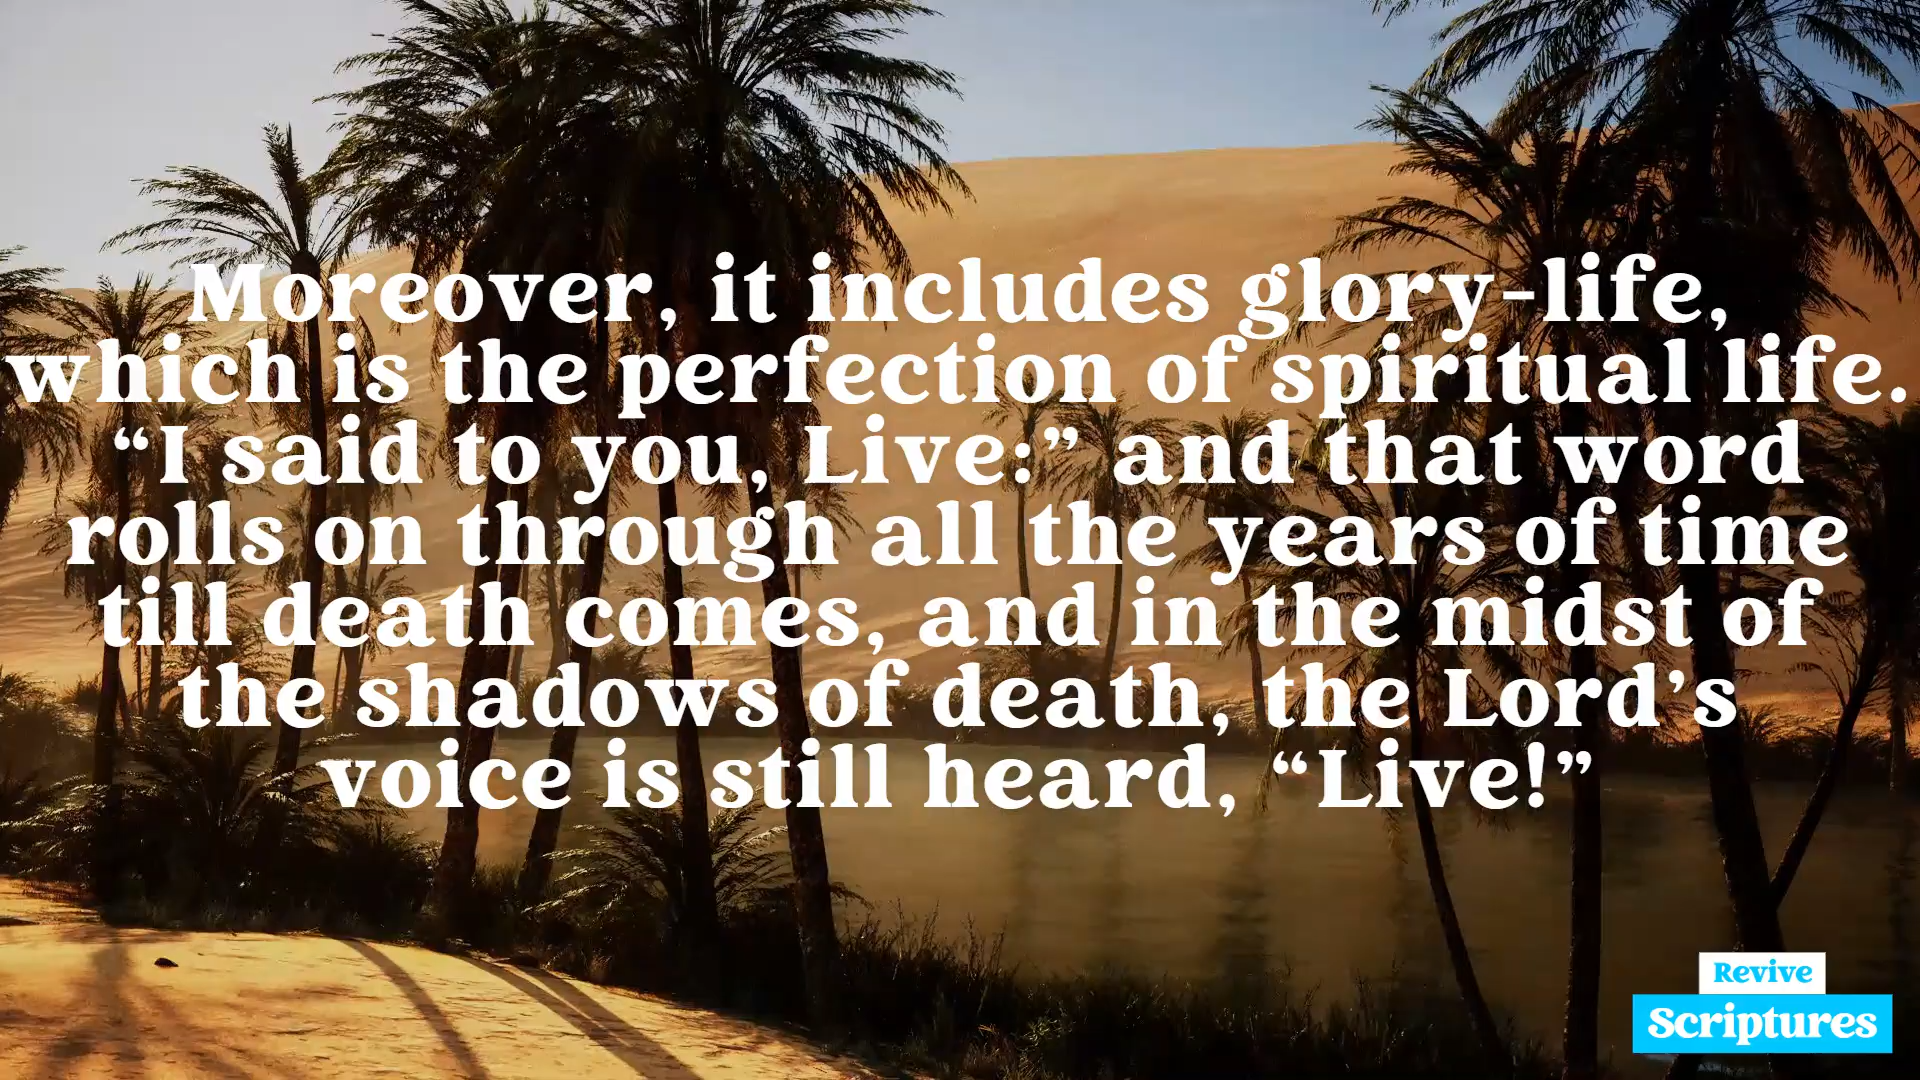 Moreover, it includes glory-life,
which is the perfection of spiritual life.
“I said to you, Live:” and that word
rolls on through all the years of time
till death comes, and in the midst of
the shadows of death, the Lord’s
voice is still heard, “Live!”
Revive
Scriptures